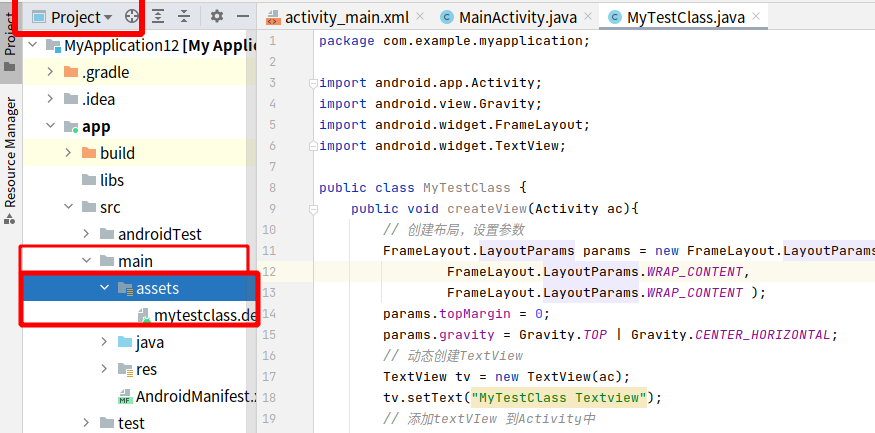 Project
activity_main.xml
MainActivity.java
MyTestClass.java
Project
Resource Manager
MyApplication12 [My Applic
.gradle
.idea
app
build
libs
src
androidTest
main
assets
mytestclass.de
java
res
AndroidManifest.x
test
1 package com.example.myapplication;
2
3 import android.app.Activity;
4 import android.view.Gravity;
5 import android.widget.FrameLayout;
6 import android.widget.TextView;
7
8 public class MyTestClass {
9 public void createView(Activity ac){
10 // 创建布局，设置参数
11 FrameLayout.LayoutParams params = new FrameLayout.LayoutParams
12 FrameLayout.LayoutParams.WRAP_CONTENT,
13 FrameLayout.LayoutParams.WRAP_CONTENT );
14 params.topMargin = 0;
15 params.gravity = Gravity.TOP | Gravity.CENTER_HORIZONTAL;
16 // 动态创建TextView
17 TextView tv = new TextView(ac);
18 tv.setText("MyTestClass Textview");
19 // 添加textVIew 到Activity中